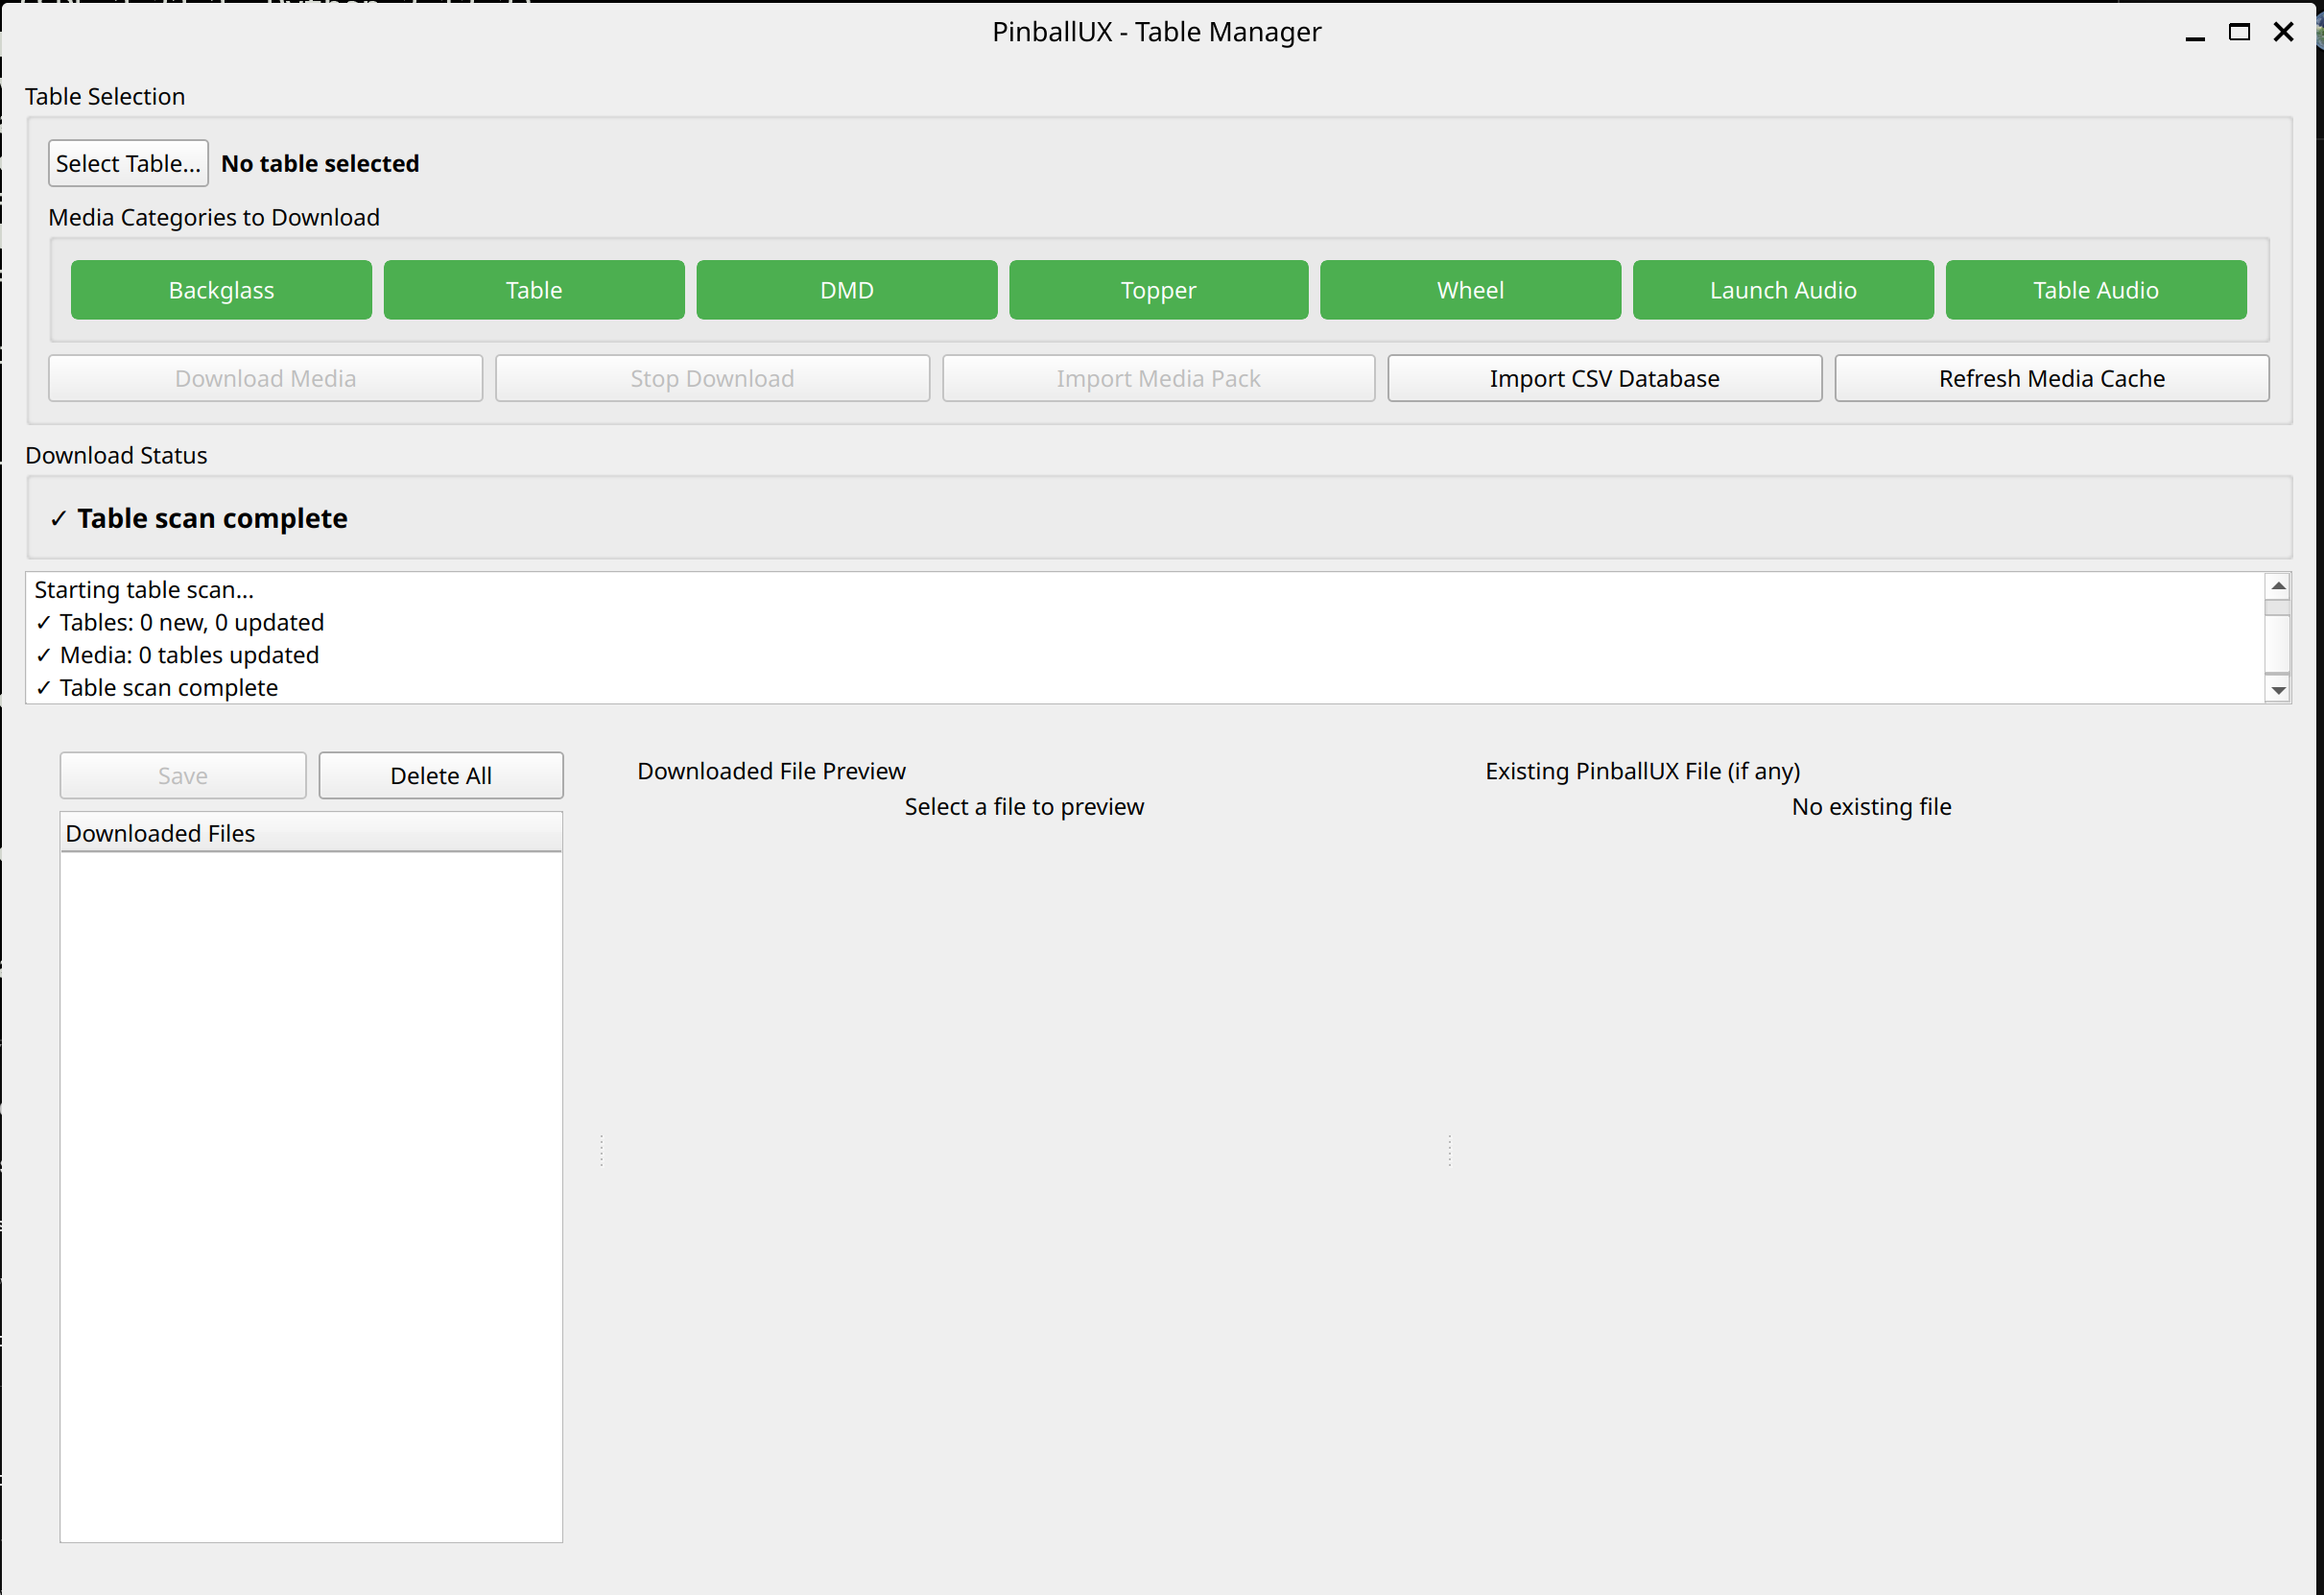 PinballUX - Table Manager
Table Selection
Select Table... No table selected
Media Categories to Download
Backglass Table DMD Topper Wheel Launch Audio Table Audio
Download Media Stop Download Import Media Pack Import CSV Database Refresh Media Cache
Download Status
✓ Table scan complete
Starting table scan...
✓ Tables: 0 new, 0 updated
✓ Media: 0 tables updated
✓ Table scan complete
Save Delete All
Downloaded Files
Downloaded File Preview
Select a file to preview
Existing PinballUX File (if any)
No existing file